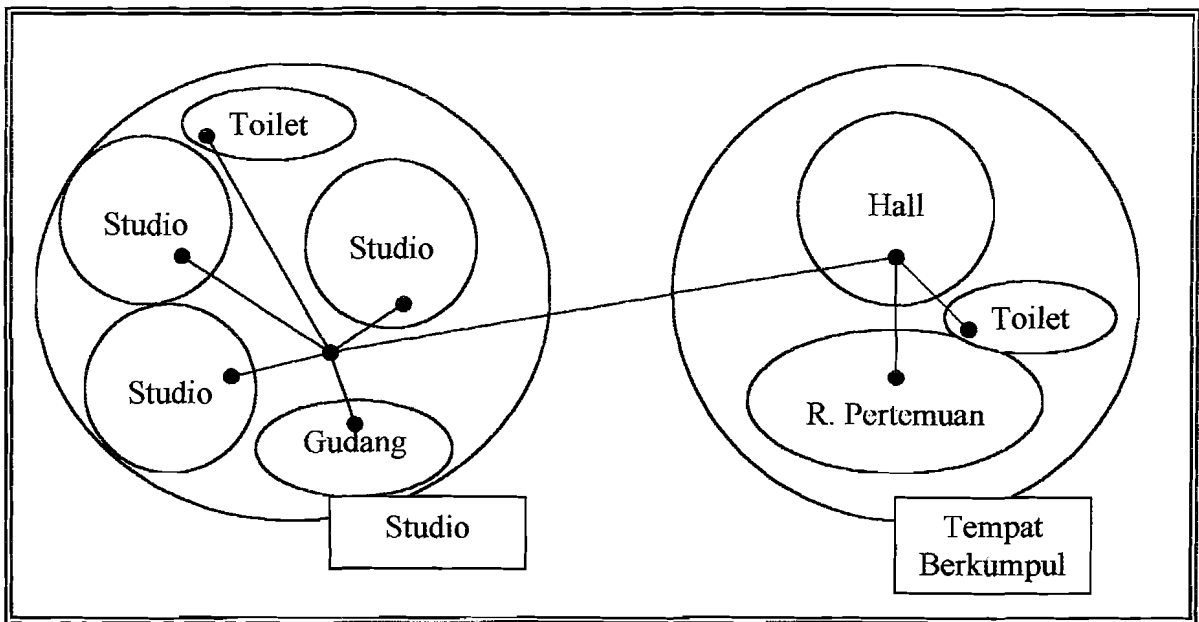 Toilet
Studio
Studio
Studio
Gudang
Studio
Hall
Toilet
R. Pertemuan
Tempat
Berkumpul